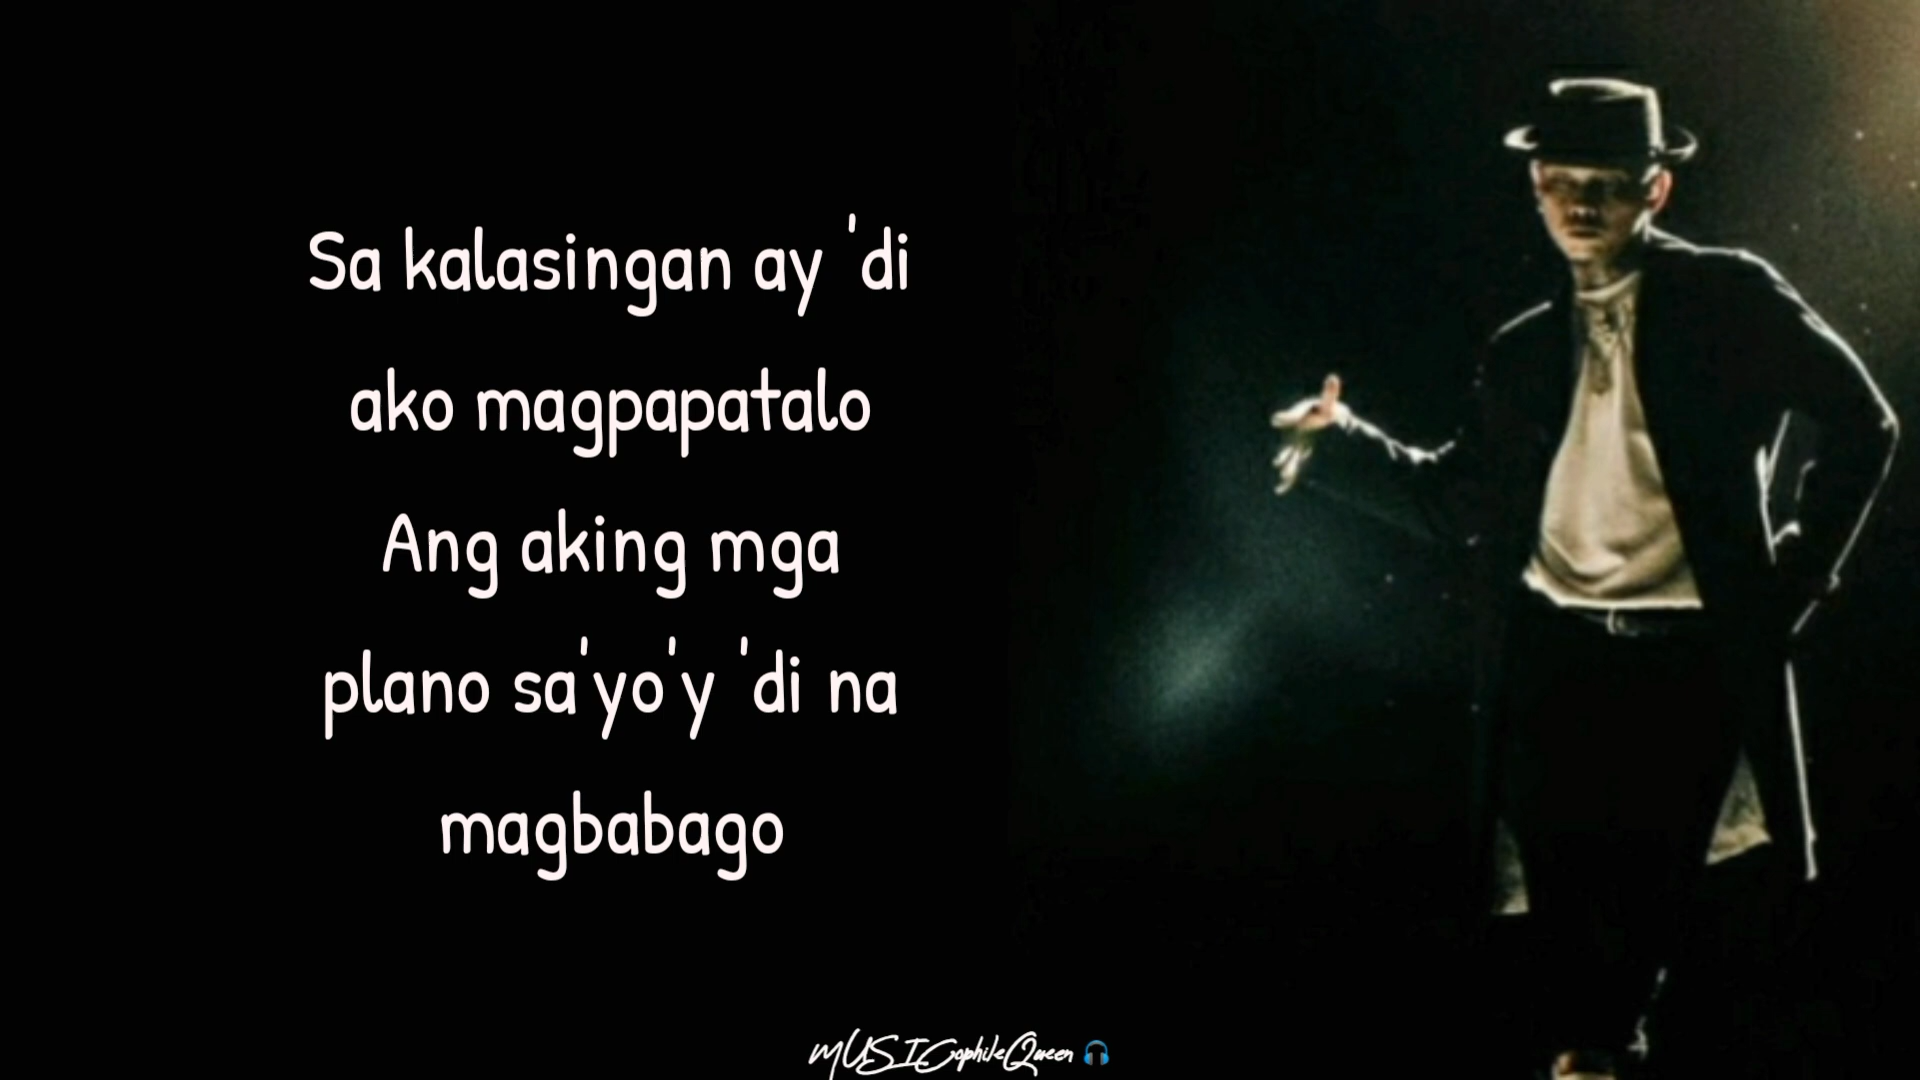 Sa kalasingan ay 'di
ako magpapatalo
Ang aking mga
plano sa'yo'y 'di na
magbabago
MUSICophileQueen